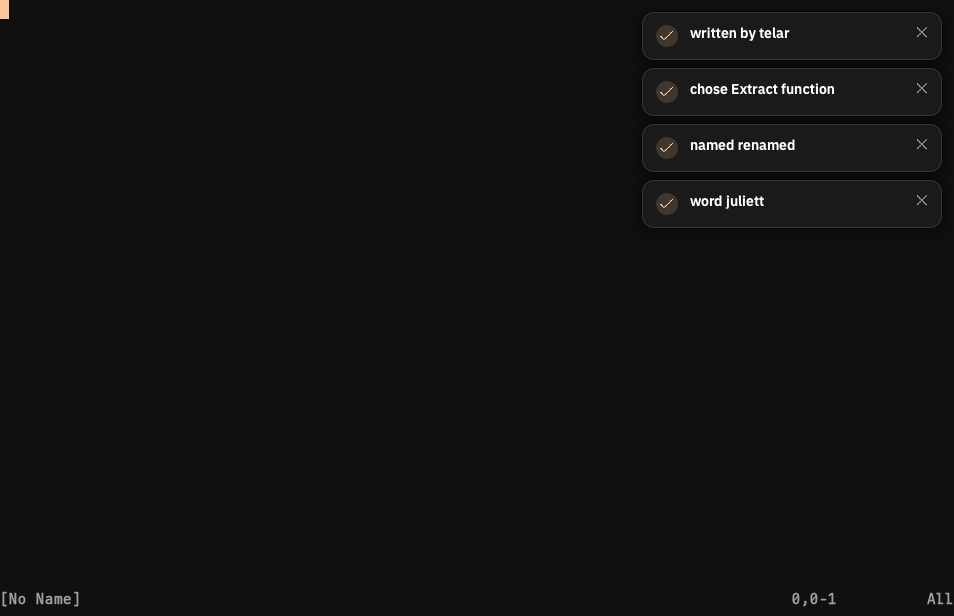 written by telar
chose Extract function
named renamed
word juliett
[No Name] 0,0-1 All